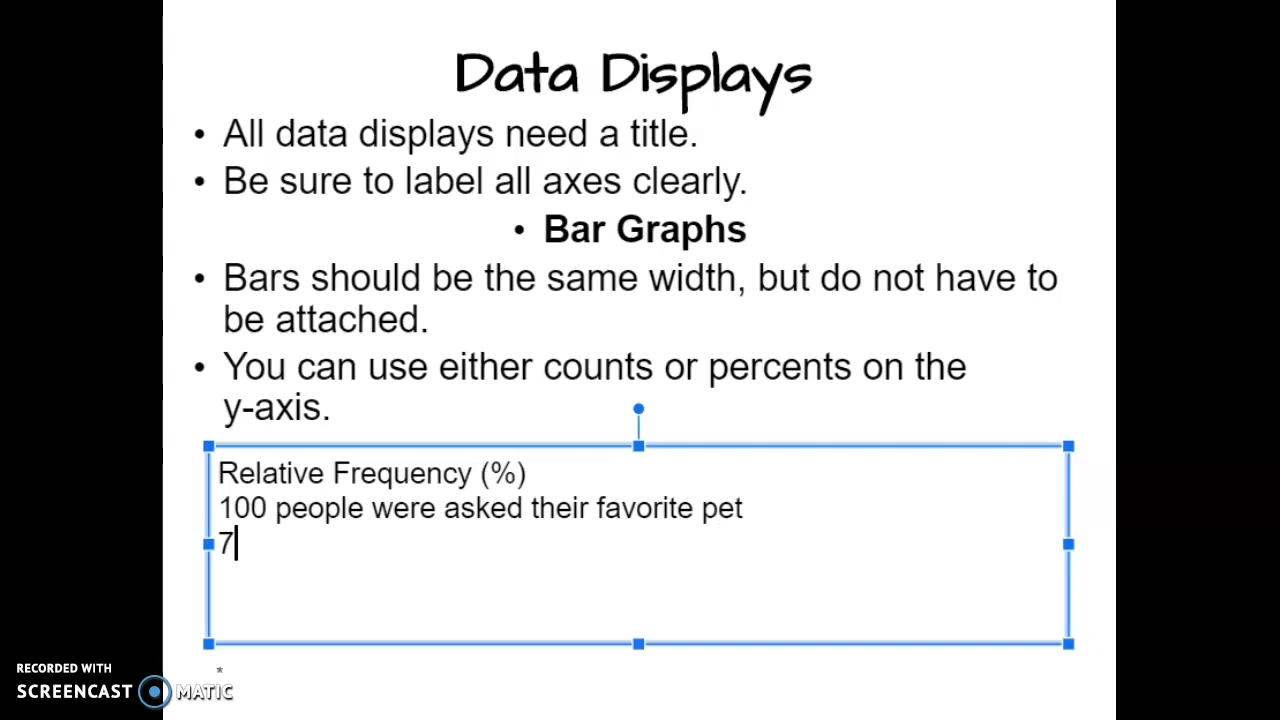 Data Displays
• All data displays need a title.
• Be sure to label all axes clearly.
• Bar Graphs
• Bars should be the same width, but do not have to
be attached.
• You can use either counts or percents on the
y-axis.
Relative Frequency (%)
100 people were asked their favorite pet
7
*
RECORDED WITH
SCREENCAST MATIC